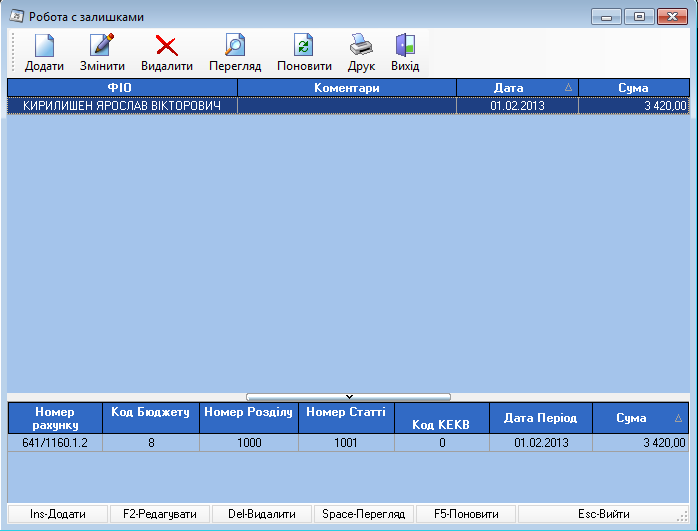 Робота с залишками
Додати Змінити Видалити Перегляд Поновити Друк Вихід
ФІО Коментари Дата Сума
КИРИЛИШЕН ЯРОСЛАВ ВІКТОРОВИЧ 01.02.2013 3 420,00
Номер рахунку Код Бюджету Номер Розділу Номер Статті Код КЕКВ Дата Період Сума
641/1160.1.2 8 1000 1001 0 01.02.2013 3 420,00
Ins-Додати F2-Редагувати Del-Видалити Space-Перегляд F5-Поновити Esc-Вийти